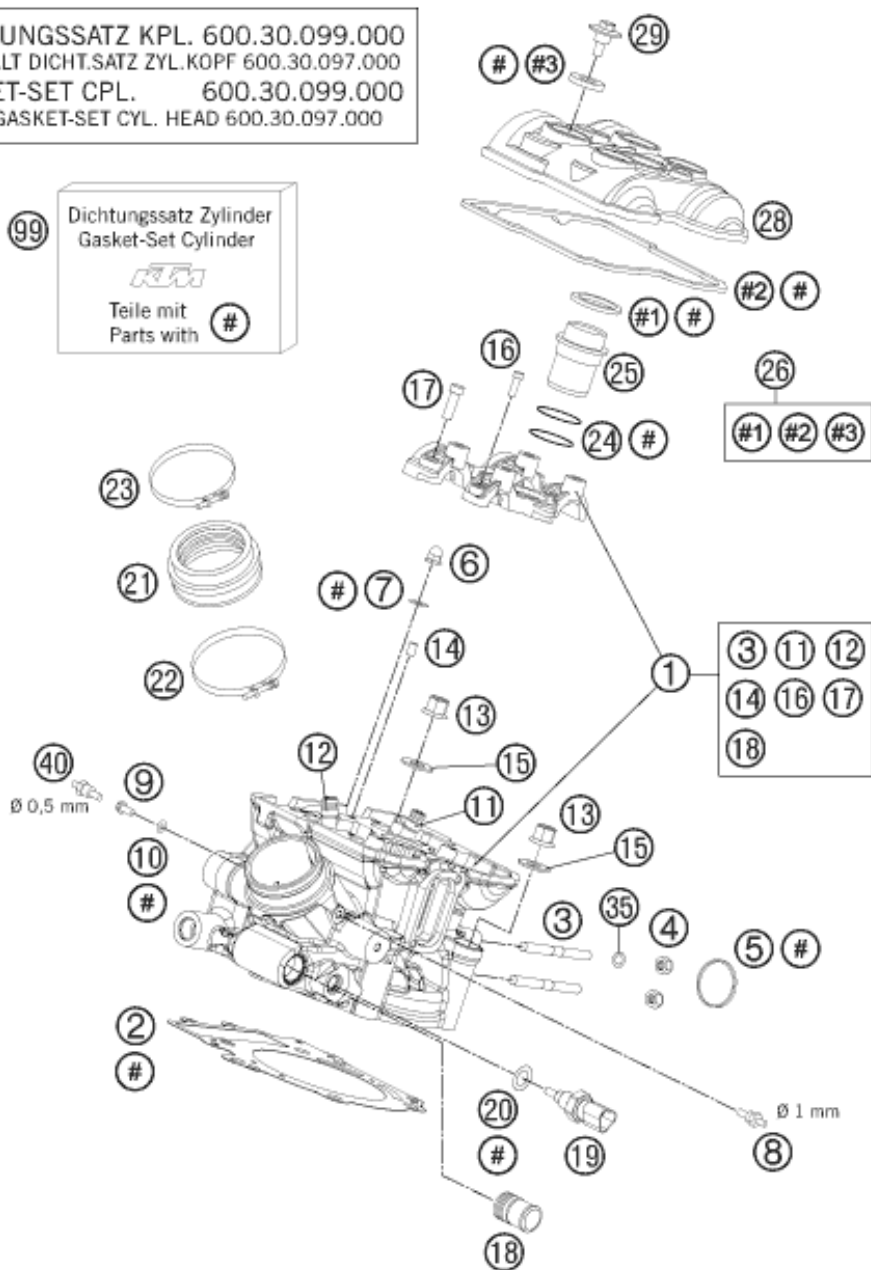 UNGSSATZ KPL. 600.30.099.000
LT DICHT.SATZ ZYL.KOPF 600.30.097.000
ET-SET CPL. 600.30.099.000
GASKET-SET CYL. HEAD 600.30.097.000
29
# #3
99
Dichtungssatz Zylinder
Gasket-Set Cylinder
KTM
Teile mit
Parts with #
28
#2 #
#1 #
16
25
17
26
#1 #2 #3
24 #
23
6
21
# 7
14
1
3 11 12
14 16 17
18
22
13
12
15
40
9
11
13
Ø 0,5 mm
15
10
#
3
35
4
5 #
2
#
20
#
19
Ø 1 mm
8
18